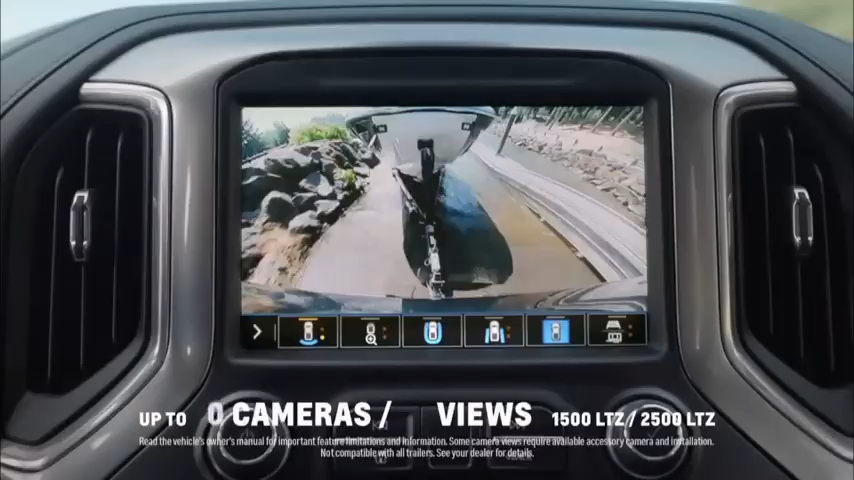 UP TO 0 CAMERAS / VIEWS 1500 LTZ / 2500 LTZ
Read the vehicle's owner's manual for important feature limitations and information. Some camera views require available accessory camera and installation.
Not compatible with all trailers. See your dealer for details.